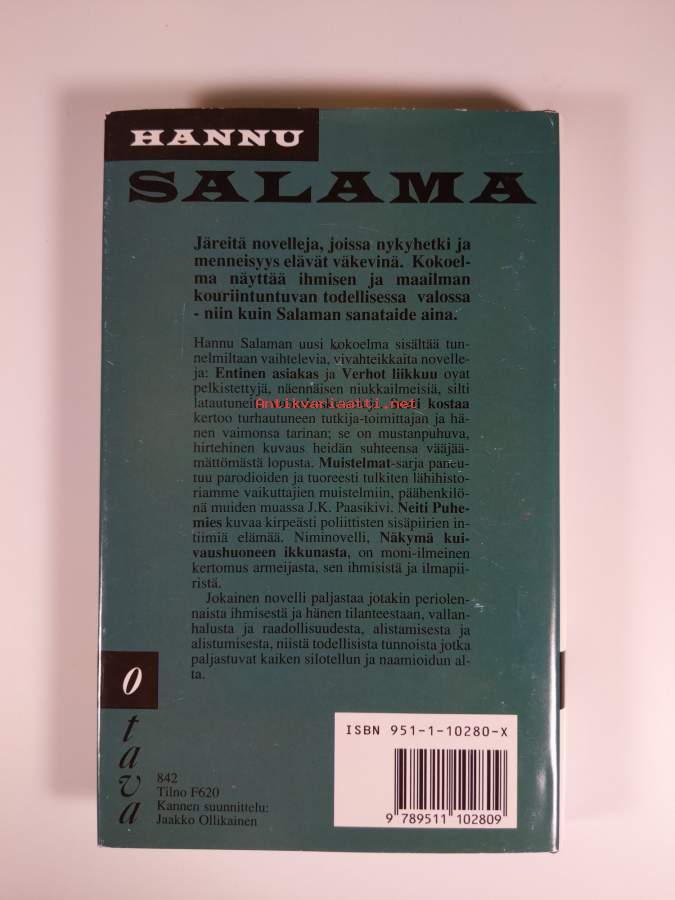 HANNU
SALAMA
Järeitä novelleja, joissa nykyhetki ja
menneisyys elävät väkevinä. Kokoel-
ma näyttää ihmisen ja maailman
kouriintuntuvan todellisessa valossa
- niin kuin Salaman sanataide aina.
Hannu Salaman uusi kokoelma sisältää tun-
nelmiltaan vaihtelevia, vivahteikkaita novelle-
ja: Entinen asiakas ja Verhot liikkuu ovat
pelkistettyjä, näennäisen niukkailmeisiä, silti
latautuneita
Antikvariaatti.net
kostaa
kertoo turhautuneen tutkija-toimittajan ja hä-
nen vaimonsa tarinan; se on mustanpuhuva,
hirtehinen kuvaus heidän suhteensa vääjää-
mättömästä lopusta. Muistelmat-sarja paneu-
tuu parodioiden ja tuoreesti tulkiten lähihisto-
riamme vaikuttajien muistelmiin, päähenkilö-
nä muiden muassa J.K. Paasikivi. Neiti Puhe-
mies kuvaa kirpeästi poliittisten sisäpiirien in-
tiimiä elämää. Niminovelli, Näkymä kui-
vaushuoneen ikkunasta, on moni-ilmeinen
kertomus armeijasta, sen ihmisistä ja ilmapii-
ristä.
Jokainen novelli paljastaa jotakin periolen-
naista ihmisestä ja hänen tilanteestaan, vallan-
halusta ja raadollisuudesta, alistamisesta ja
alistumisesta, niistä todellisista tunnoista jotka
paljastuvat kaiken silotellun ja naamioidun al-
ta.
Otava
842
Tilno F620
Kannen suunnittelu:
Jaakko Ollikainen
ISBN 951-1-10280-X
9 789511 102809